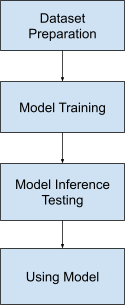 Dataset
Preparation
Model Training
Model Inference
Testing
Using Model